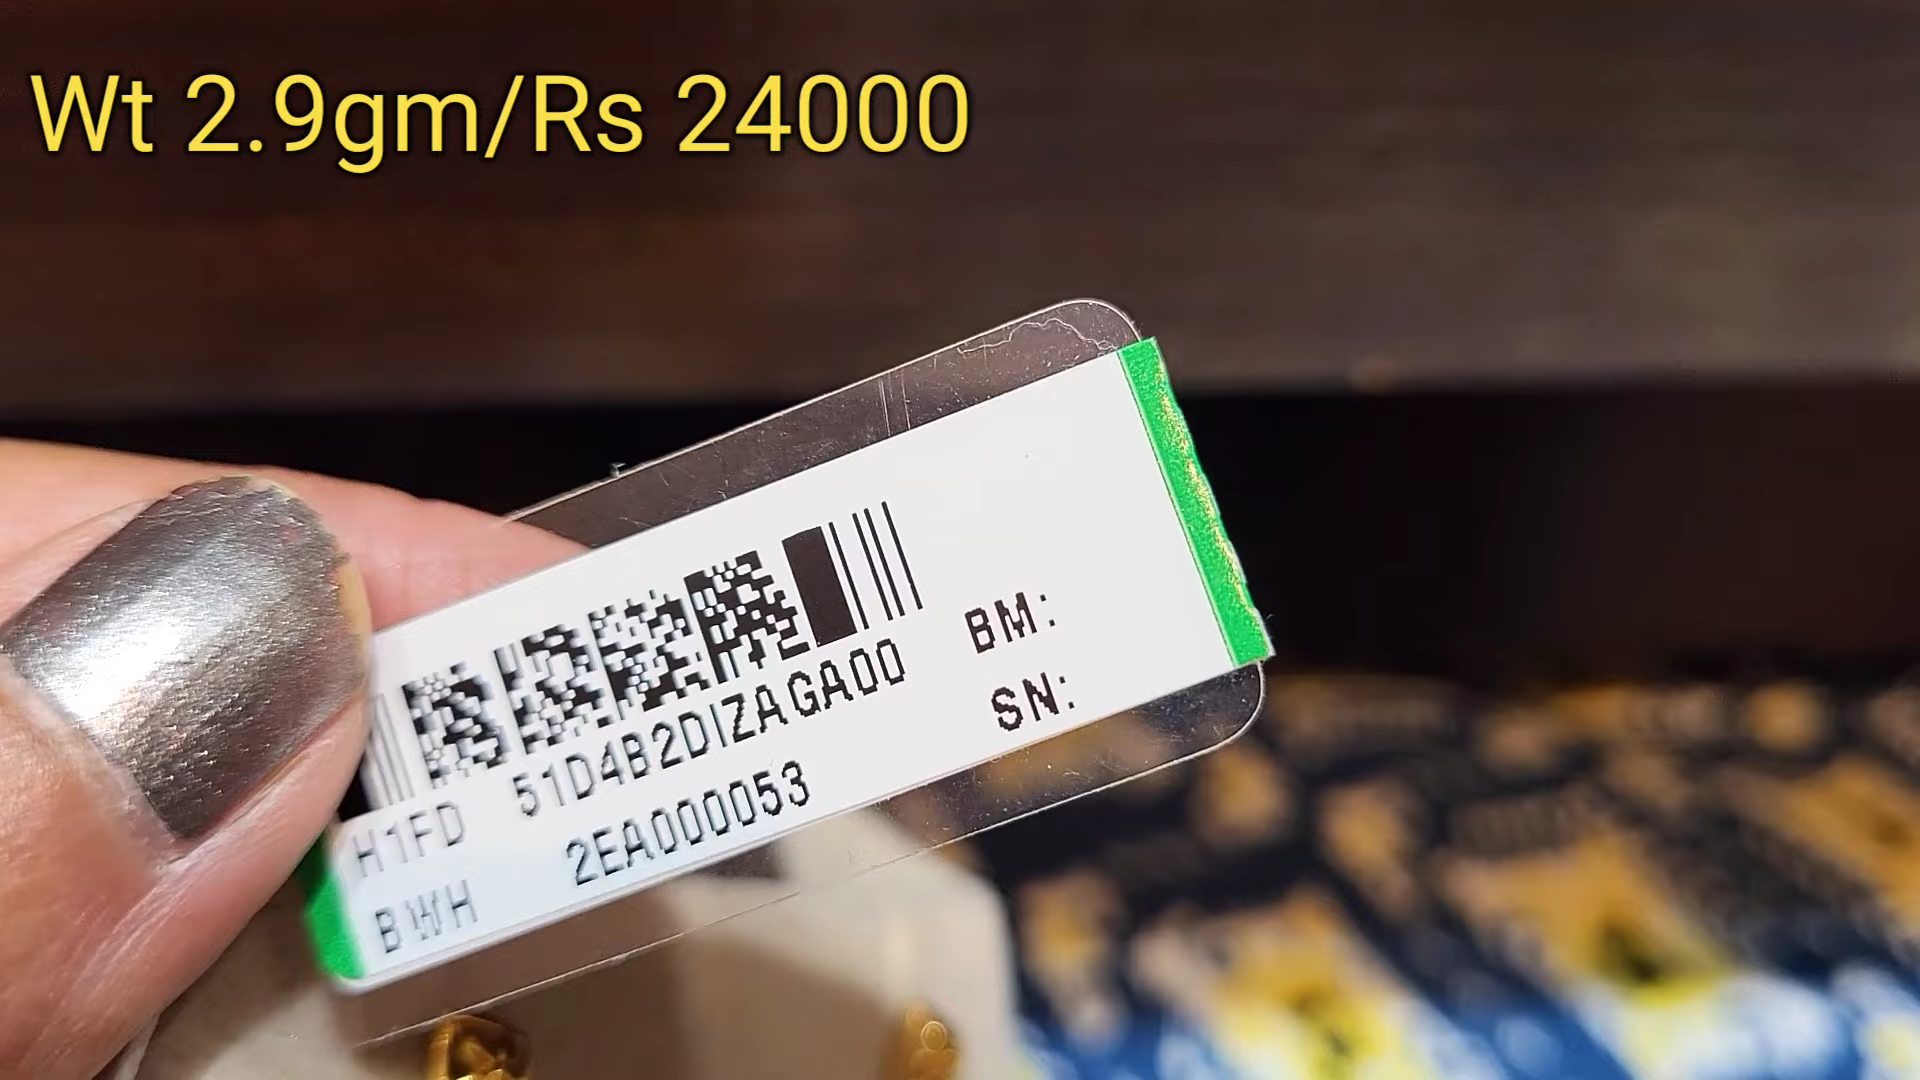 Wt 2.9gm/Rs 24000
H1FD 51D4B2DIZAGA00
BWH 2EA000053
BM:
SN: